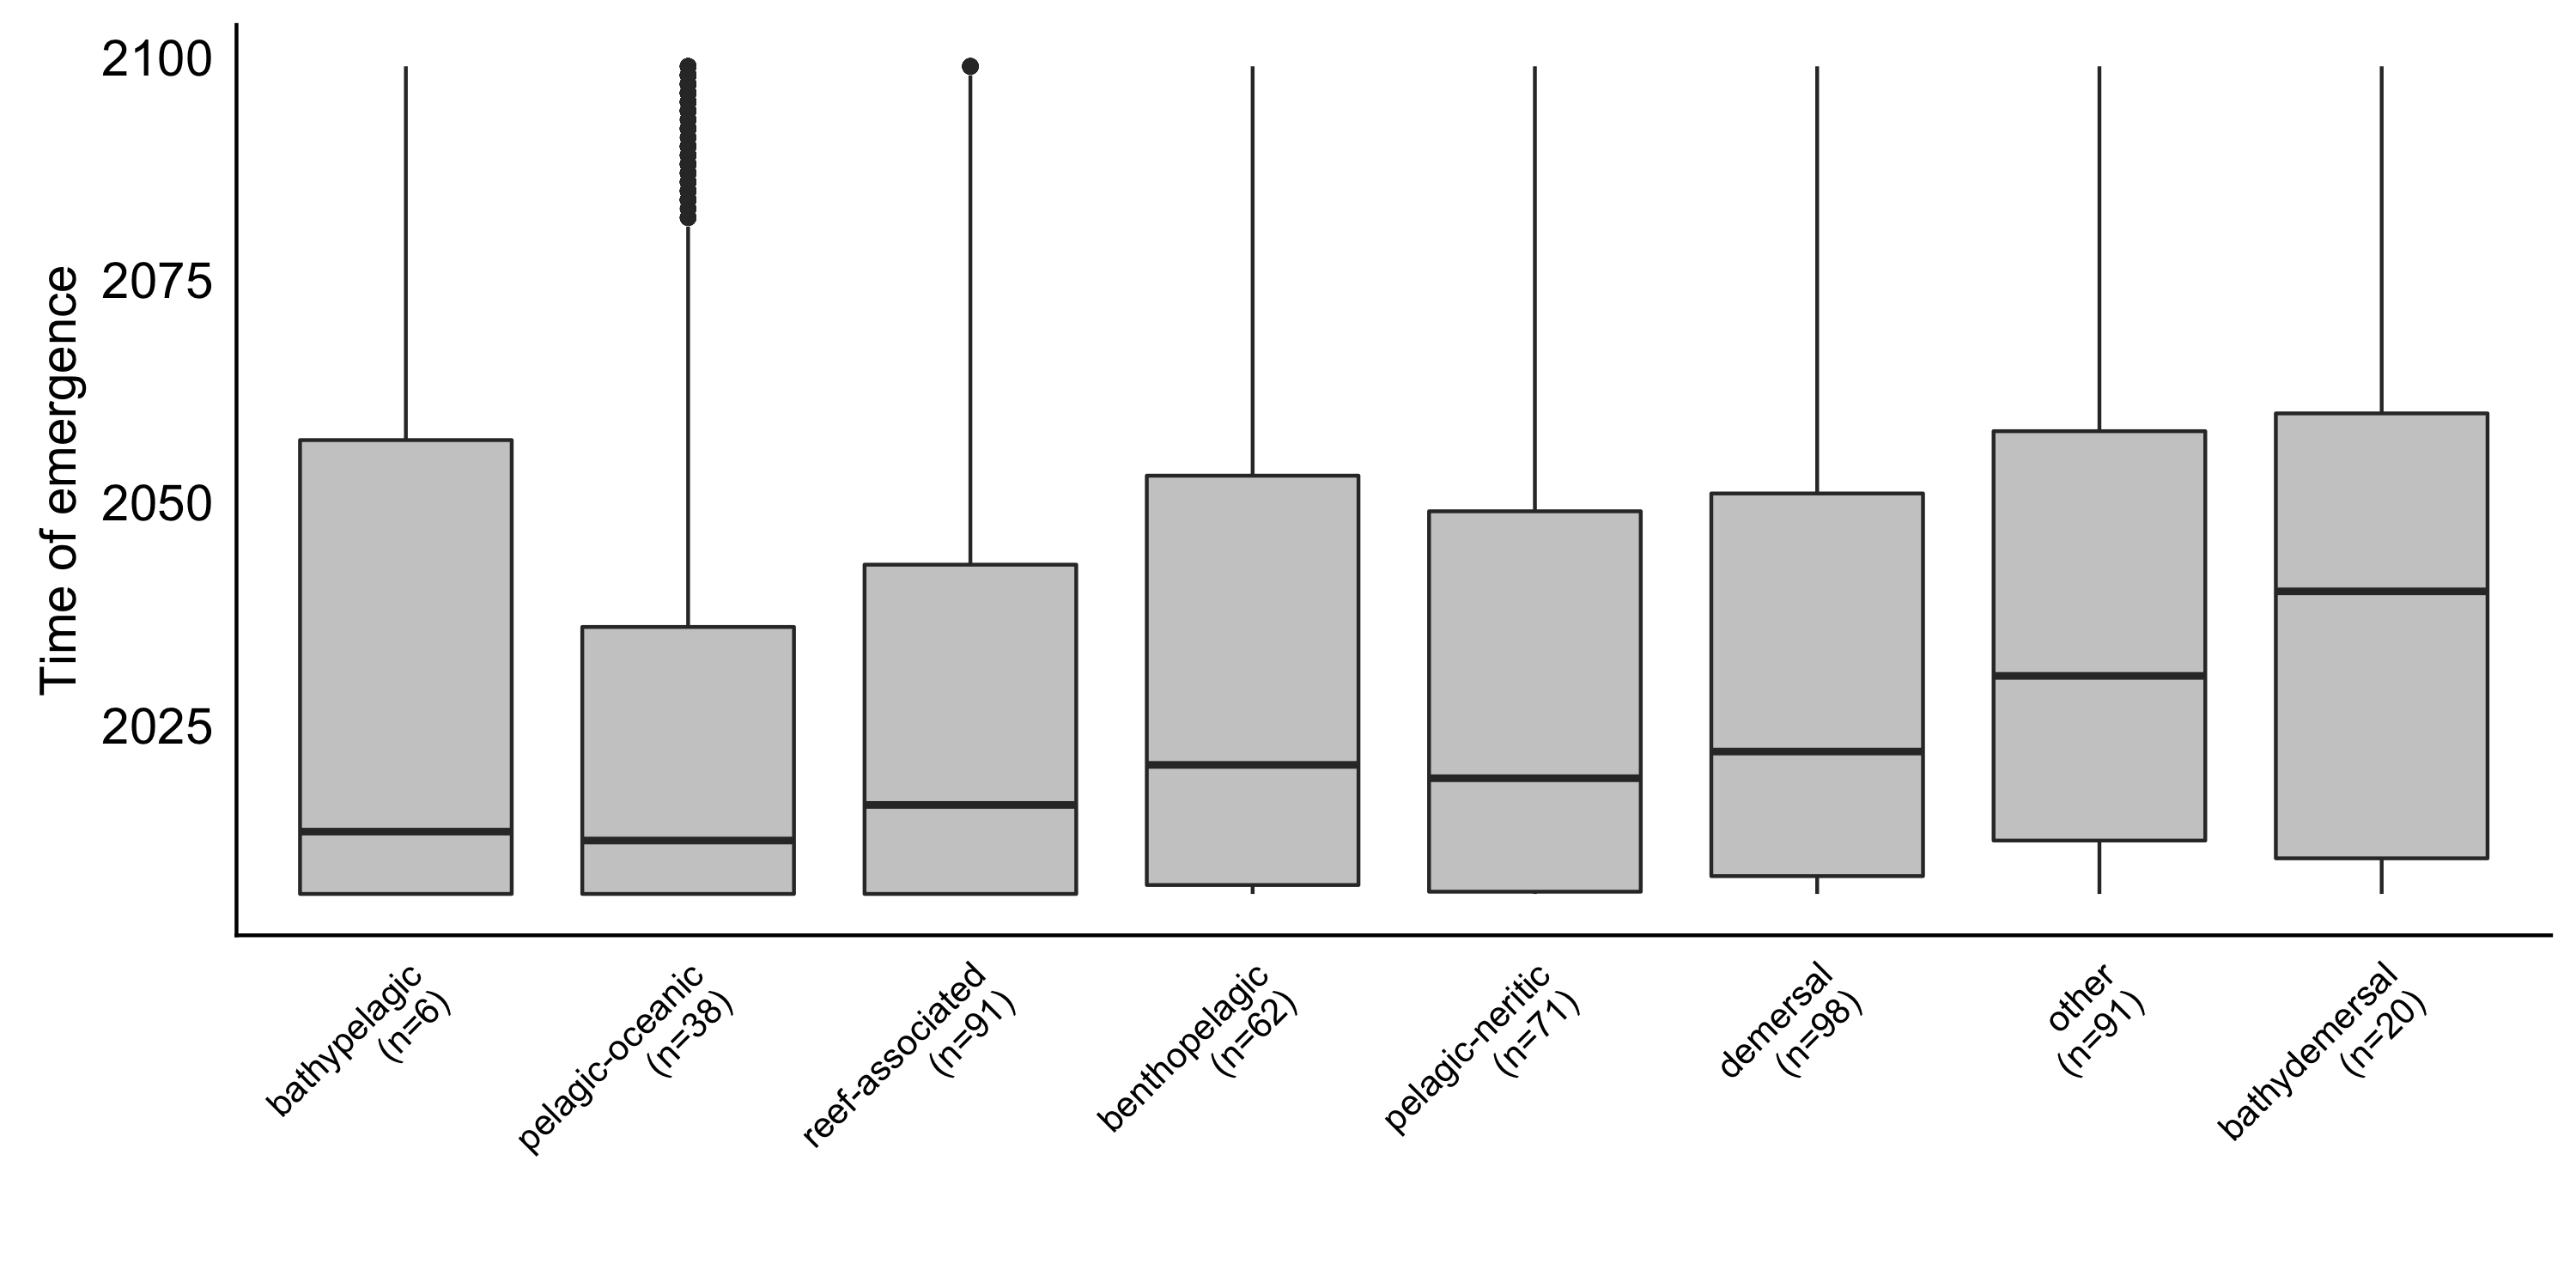 2100
2075
2050
2025
Time of emergence
bathypelagic
(n=6)
pelagic-oceanic
(n=38)
reef-associated
(n=91)
benthopelagic
(n=62)
pelagic-neritic
(n=71)
demersal
(n=98)
other
(n=91)
bathydemersal
(n=20)